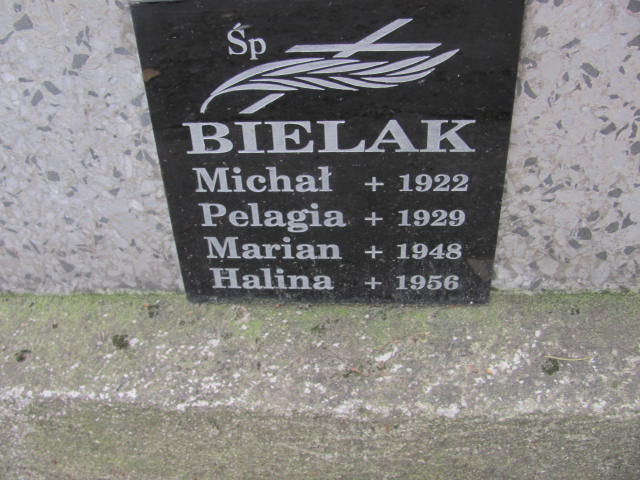 Śp
BIELAK
Michał + 1922
Pelagia + 1929
Marian + 1948
Halina + 1956